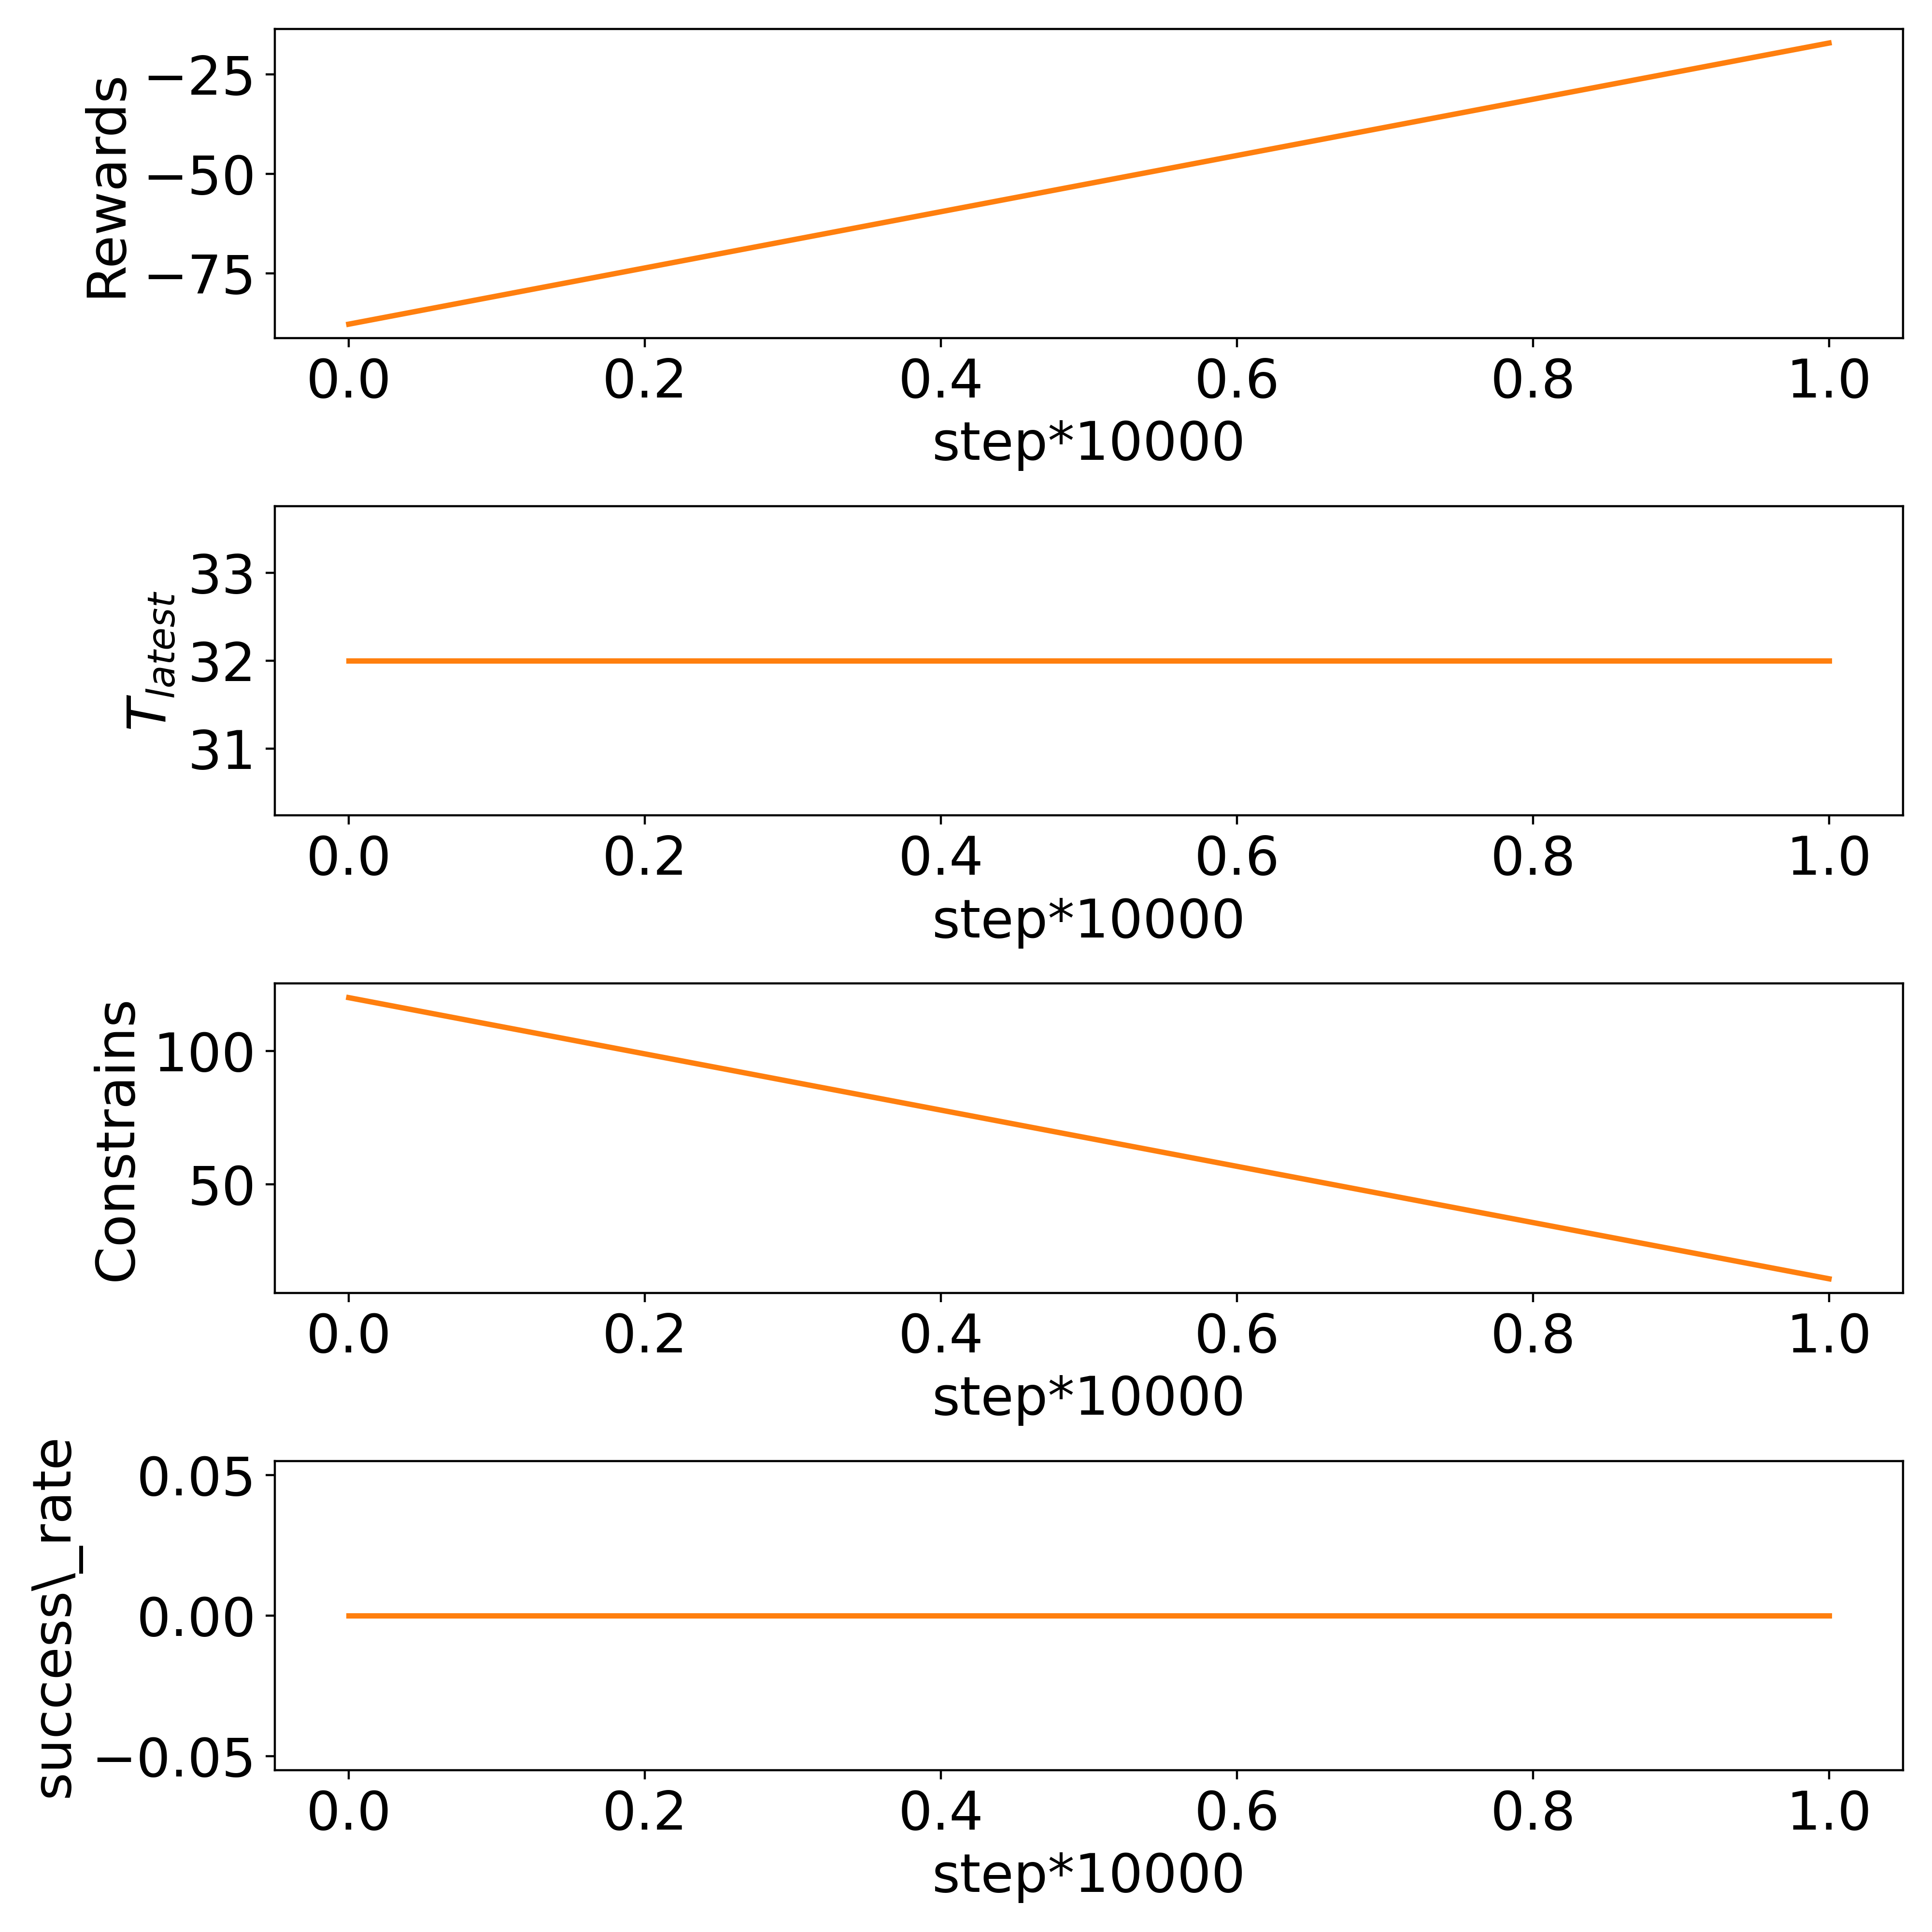 Rewards
−25
−50
−75
0.0 0.2 0.4 0.6 0.8 1.0
step*10000
T_latest
33
32
31
0.0 0.2 0.4 0.6 0.8 1.0
step*10000
Constrains
100
50
0.0 0.2 0.4 0.6 0.8 1.0
step*10000
success\_rate
0.05
0.00
−0.05
0.0 0.2 0.4 0.6 0.8 1.0
step*10000